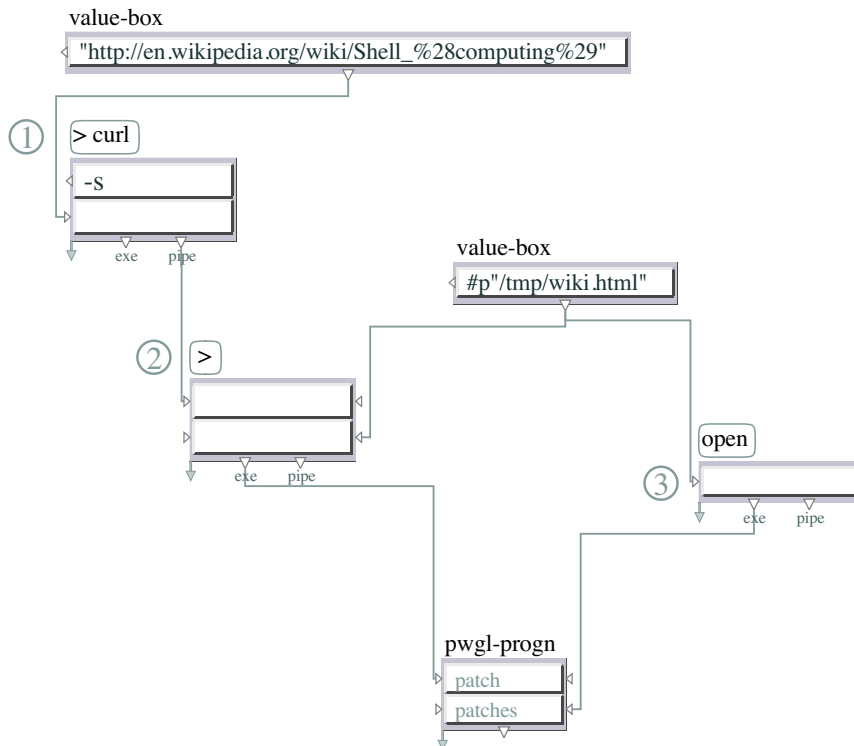 value-box
"http://en.wikipedia.org/wiki/Shell_%28computing%29"
1
> curl
-s
exe pipe
value-box
#p"/tmp/wiki.html"
2
>
exe pipe
open
3
exe pipe
pwgl-progn
patch
patches